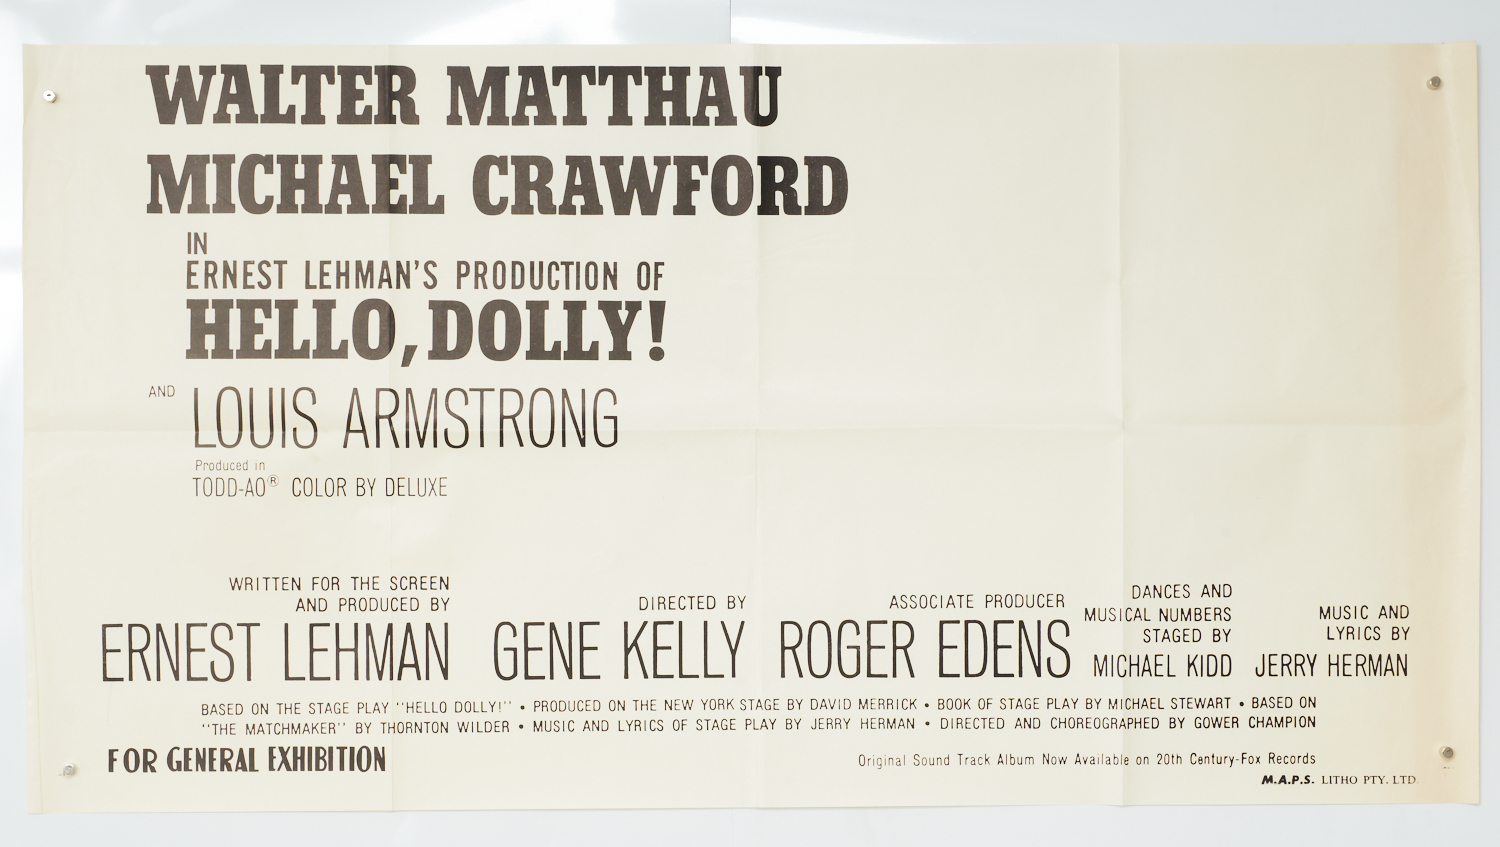 WALTER MATTHAU
MICHAEL CRAWFORD
IN
ERNEST LEHMAN'S PRODUCTION OF
HELLO, DOLLY!
AND LOUIS ARMSTRONG
Produced in
TODD-AO® COLOR BY DELUXE
WRITTEN FOR THE SCREEN
AND PRODUCED BY
ERNEST LEHMAN
DIRECTED BY
GENE KELLY
ASSOCIATE PRODUCER
ROGER EDENS
DANCES AND
MUSICAL NUMBERS
STAGED BY
MICHAEL KIDD
MUSIC AND
LYRICS BY
JERRY HERMAN
BASED ON THE STAGE PLAY "HELLO DOLLY!" • PRODUCED ON THE NEW YORK STAGE BY DAVID MERRICK • BOOK OF STAGE PLAY BY MICHAEL STEWART • BASED ON
"THE MATCHMAKER" BY THORNTON WILDER • MUSIC AND LYRICS OF STAGE PLAY BY JERRY HERMAN • DIRECTED AND CHOREOGRAPHED BY GOWER CHAMPION
FOR GENERAL EXHIBITION
Original Sound Track Album Now Available on 20th Century-Fox Records
M.A.P.S. LITHO PTY. LTD